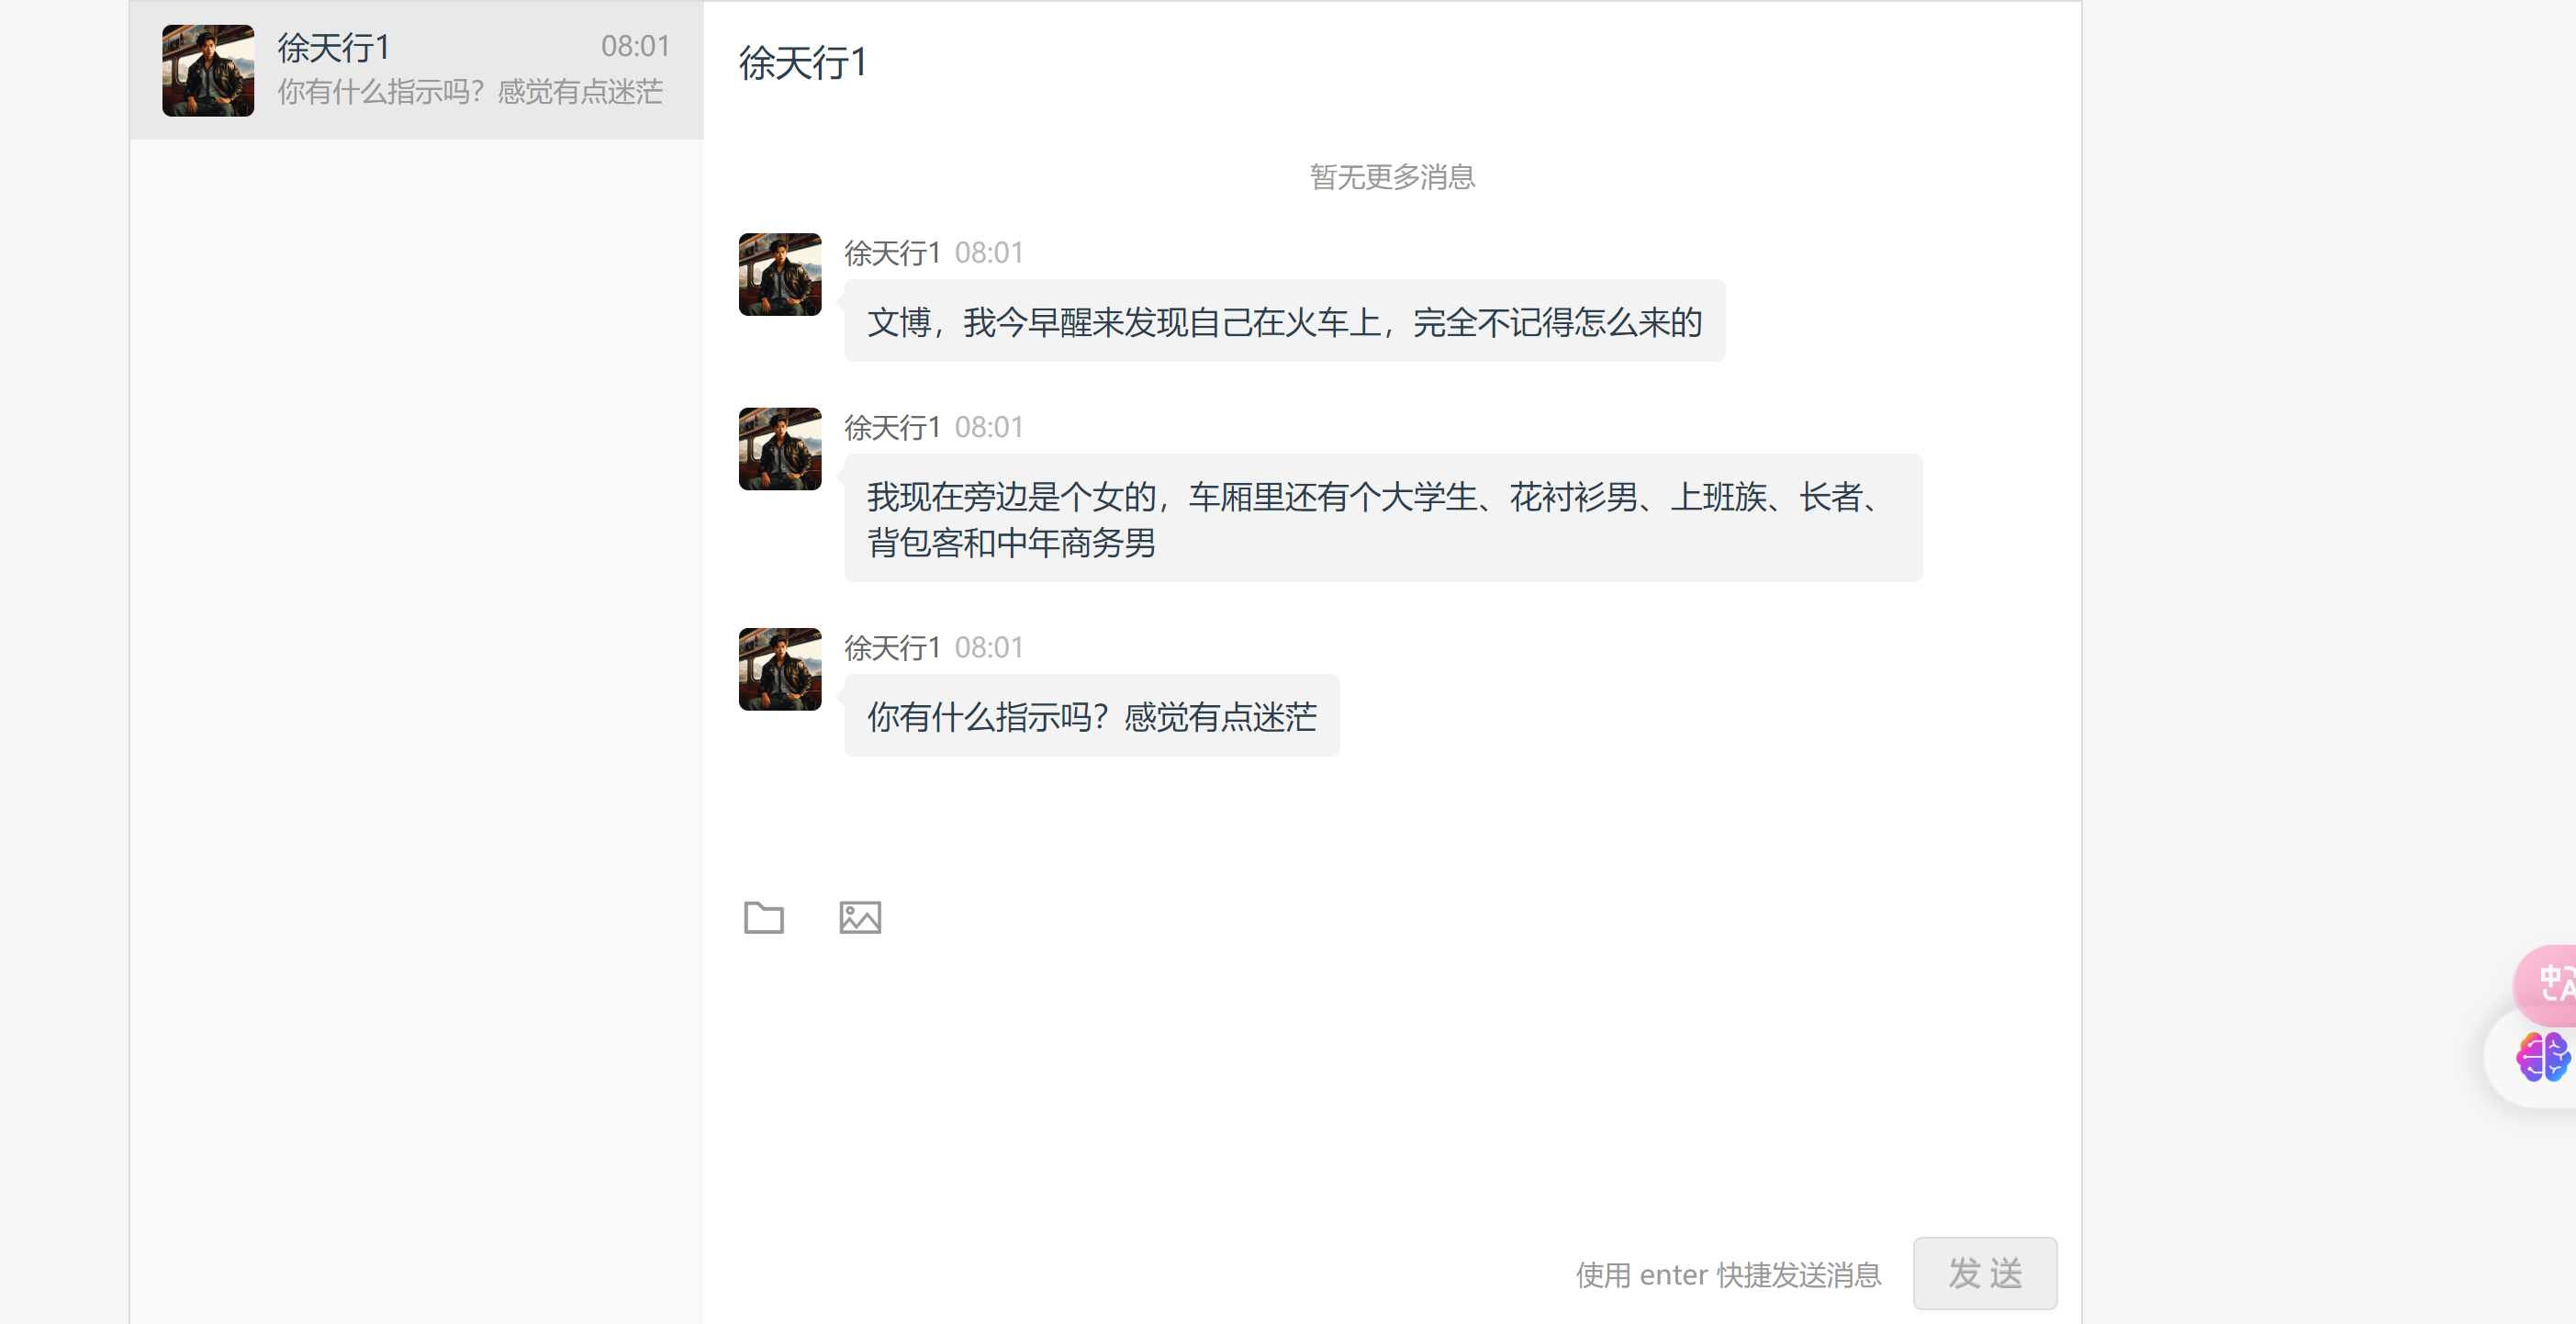 徐天行1 08:01
你有什么指示吗？感觉有点迷茫
徐天行1
暂无更多消息
徐天行1 08:01
文博，我今早醒来发现自己在火车上，完全不记得怎么来的
徐天行1 08:01
我现在旁边是个女的，车厢里还有个大学生、花衬衫男、上班族、长者、
背包客和中年商务男
徐天行1 08:01
你有什么指示吗？感觉有点迷茫
中A
使用 enter 快捷发送消息 发 送